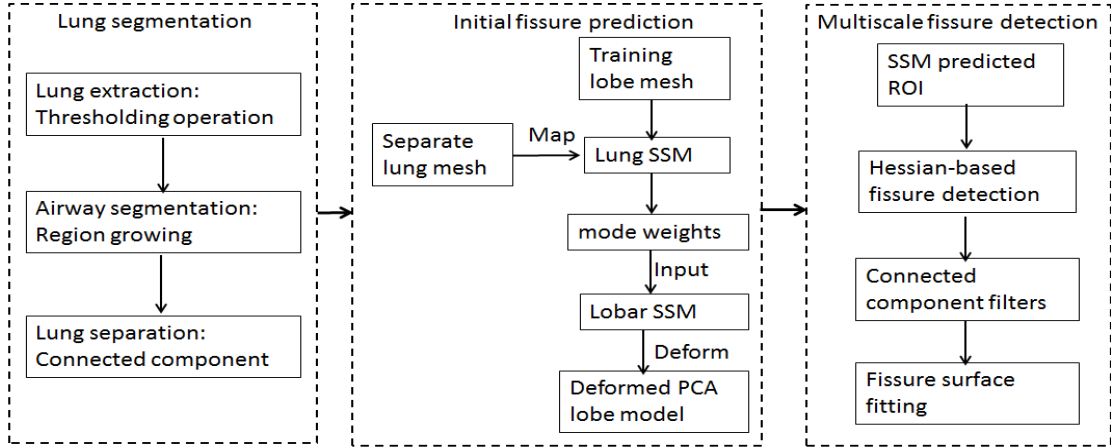 Lung segmentation
Lung extraction:
Thresholding operation
Airway segmentation:
Region growing
Lung separation:
Connected component
Initial fissure prediction
Training
lobe mesh
Separate
lung mesh
Map
Lung SSM
mode weights
Input
Lobar SSM
Deform
Deformed PCA
lobe model
Multiscale fissure detection
SSM predicted
ROI
Hessian-based
fissure detection
Connected
component filters
Fissure surface
fitting